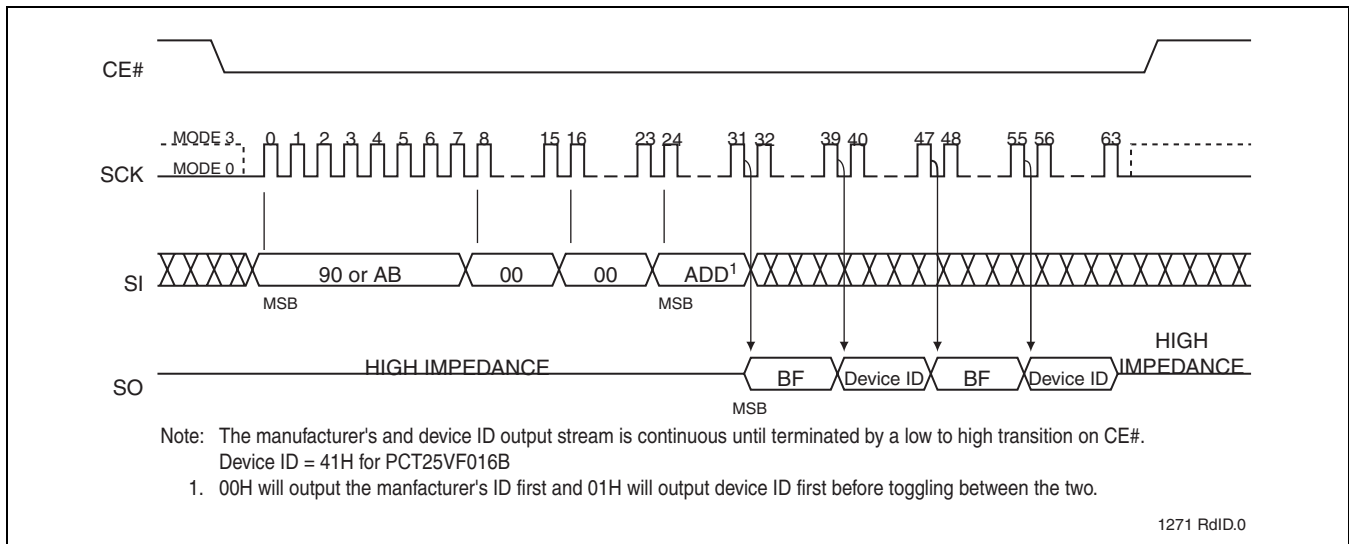 CE#
MODE 3 0 1 2 3 4 5 6 7 8 15 16 23 24 31 32 39 40 47 48 55 56 63
SCK MODE 0
SI 90 or AB 00 00 ADD1
MSB MSB
HIGH IMPEDANCE HIGH IMPEDANCE
SO BF Device ID BF Device ID
MSB
Note: The manufacturer's and device ID output stream is continuous until terminated by a low to high transition on CE#.
Device ID = 41H for PCT25VF016B
1. 00H will output the manfacturer's ID first and 01H will output device ID first before toggling between the two.
1271 RdID.0